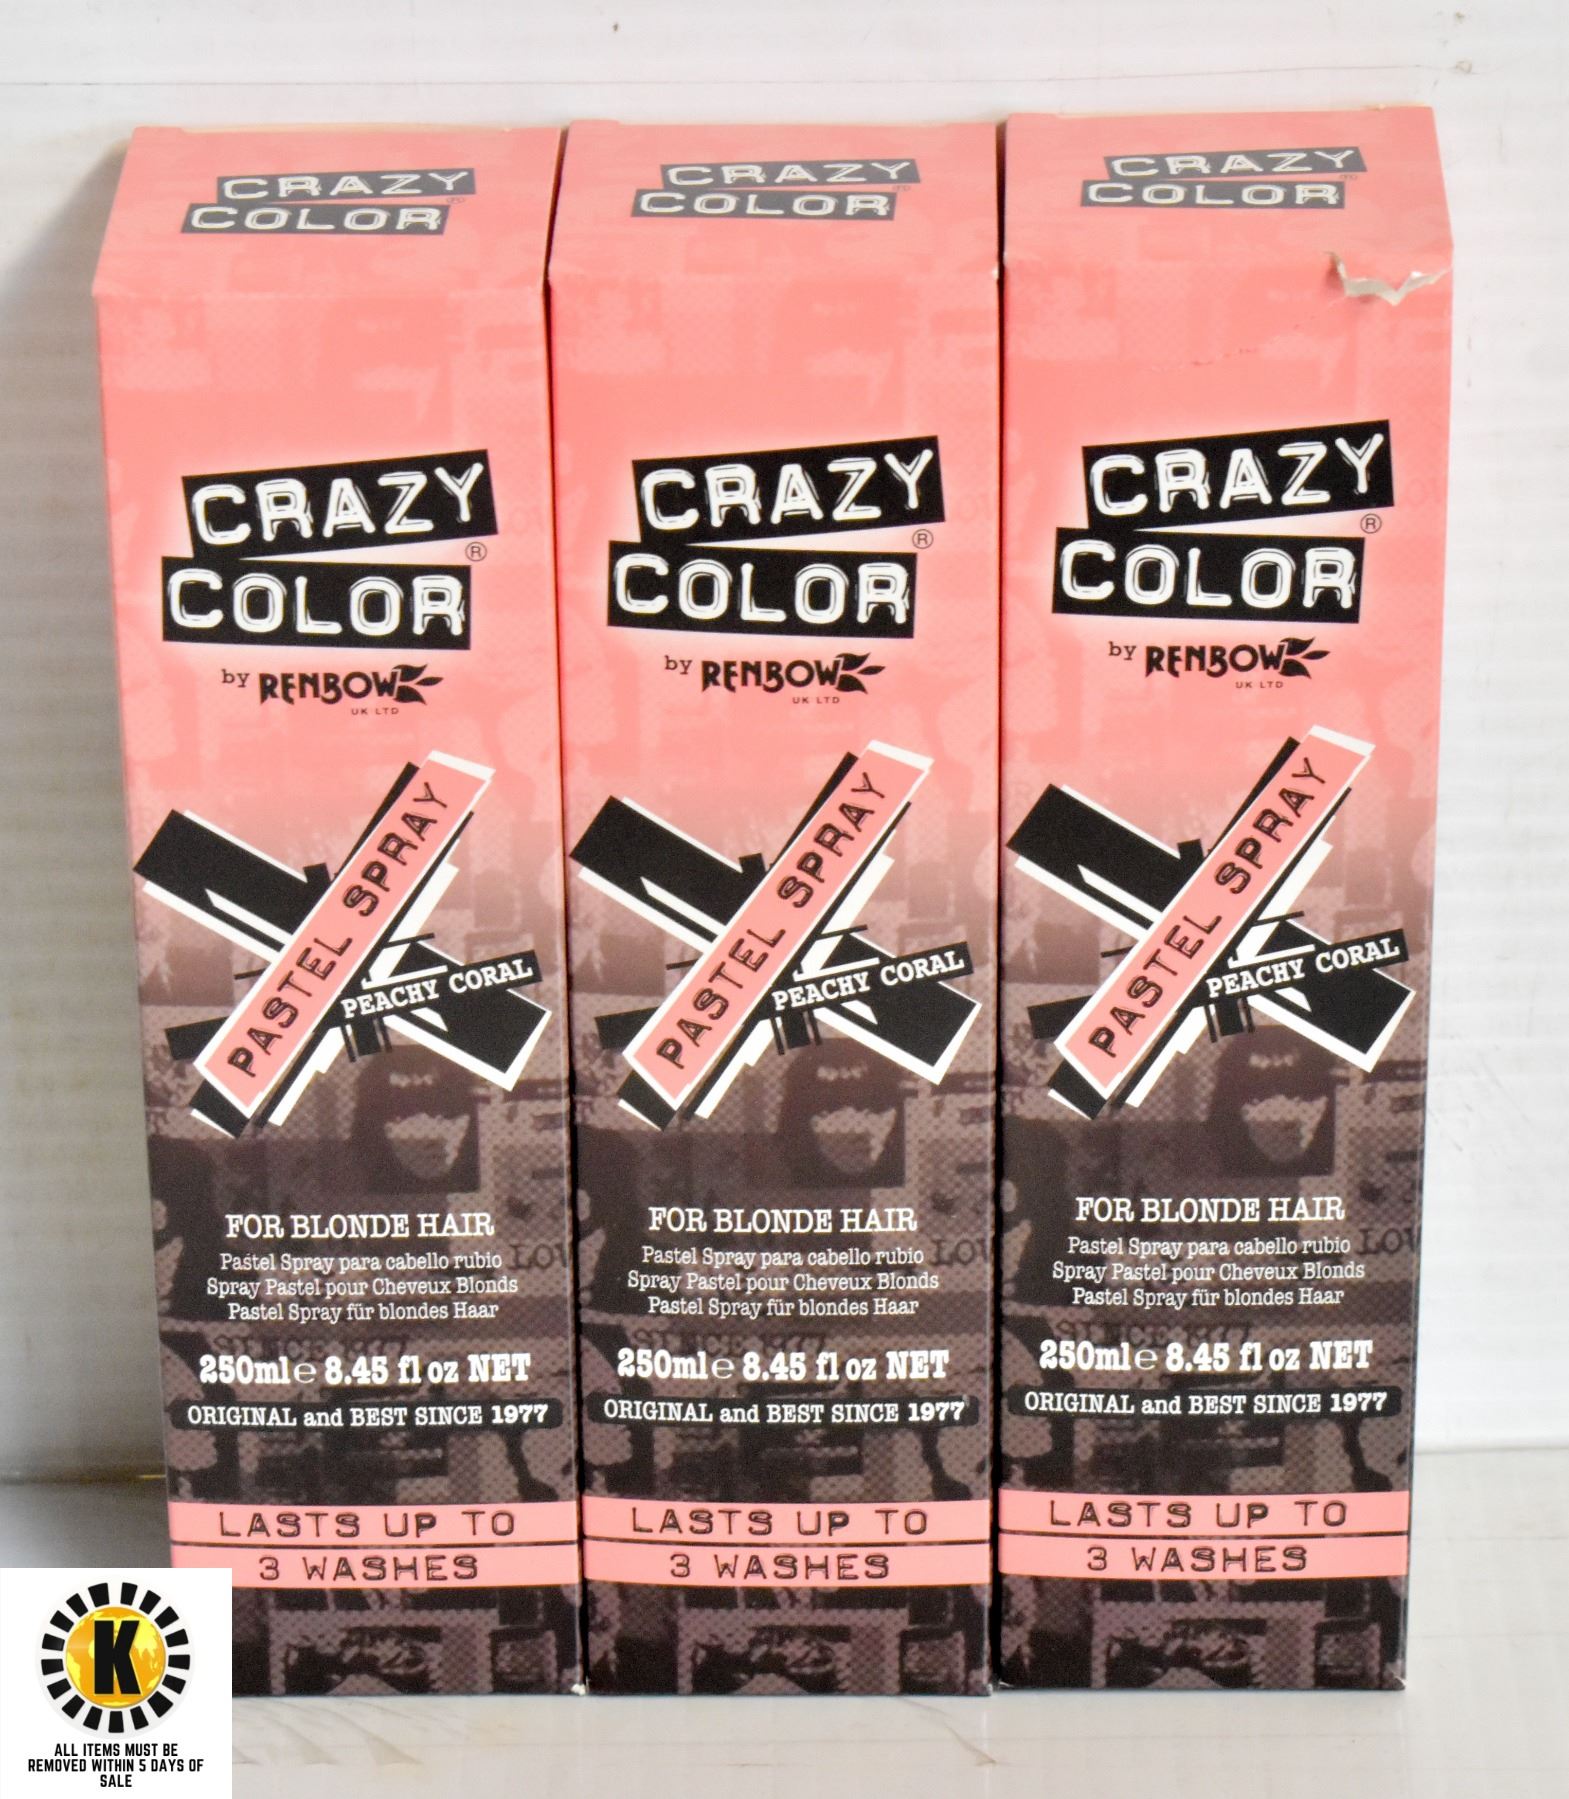 CRAZY
COLOR®
CRAZY
COLOR®
by RENBOW
UK LTD
PASTEL SPRAY
PEACHY CORAL
FOR BLONDE HAIR
Pastel Spray para cabello rubio
Spray Pastel pour Cheveux Blonds
Pastel Spray für blondes Haar
250ml℮ 8.45 fl oz NET
ORIGINAL and BEST SINCE 1977
LASTS UP TO
3 WASHES
CRAZY
COLOR®
CRAZY
COLOR®
by RENBOW
UK LTD
PASTEL SPRAY
PEACHY CORAL
FOR BLONDE HAIR
Pastel Spray para cabello rubio
Spray Pastel pour Cheveux Blonds
Pastel Spray für blondes Haar
250ml℮ 8.45 fl oz NET
ORIGINAL and BEST SINCE 1977
LASTS UP TO
3 WASHES
CRAZY
COLOR®
CRAZY
COLOR®
by RENBOW
UK LTD
PASTEL SPRAY
PEACHY CORAL
FOR BLONDE HAIR
Pastel Spray para cabello rubio
Spray Pastel pour Cheveux Blonds
Pastel Spray für blondes Haar
250ml℮ 8.45 fl oz NET
ORIGINAL and BEST SINCE 1977
LASTS UP TO
3 WASHES
K
ALL ITEMS MUST BE
REMOVED WITHIN 5 DAYS OF
SALE